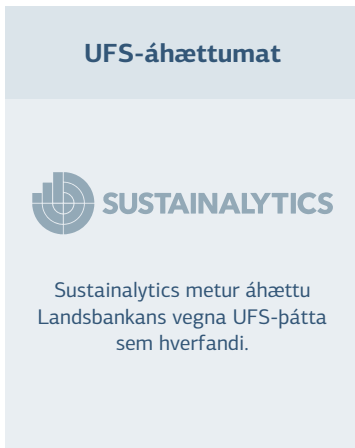 UFS-áhættumat
SUSTAINALYTICS
Sustainalytics metur áhættu
Landsbankans vegna UFS-þátta
sem hverfandi.